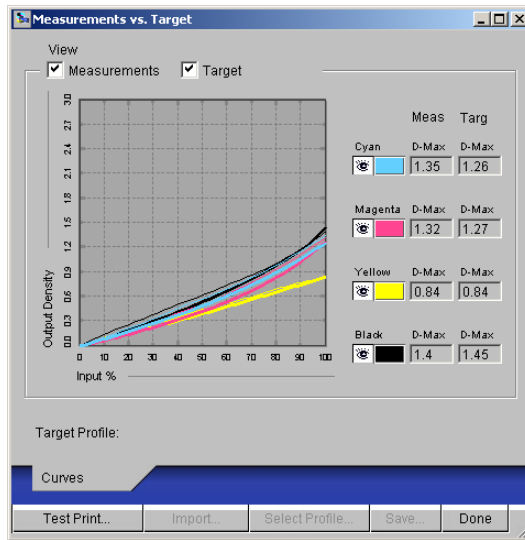 Measurements vs. Target
View
Measurements Target
Meas Targ
Cyan D-Max D-Max
1.35 1.26
Magenta D-Max D-Max
1.32 1.27
Yellow D-Max D-Max
0.84 0.84
Black D-Max D-Max
1.4 1.45
Output Density
3.0
2.7
2.4
2.1
1.8
1.5
1.2
0.9
0.6
0.3
0.0
0 10 20 30 40 50 60 70 80 90 100
Input %
Target Profile:
Curves
Test Print... Import... Select Profile... Save... Done